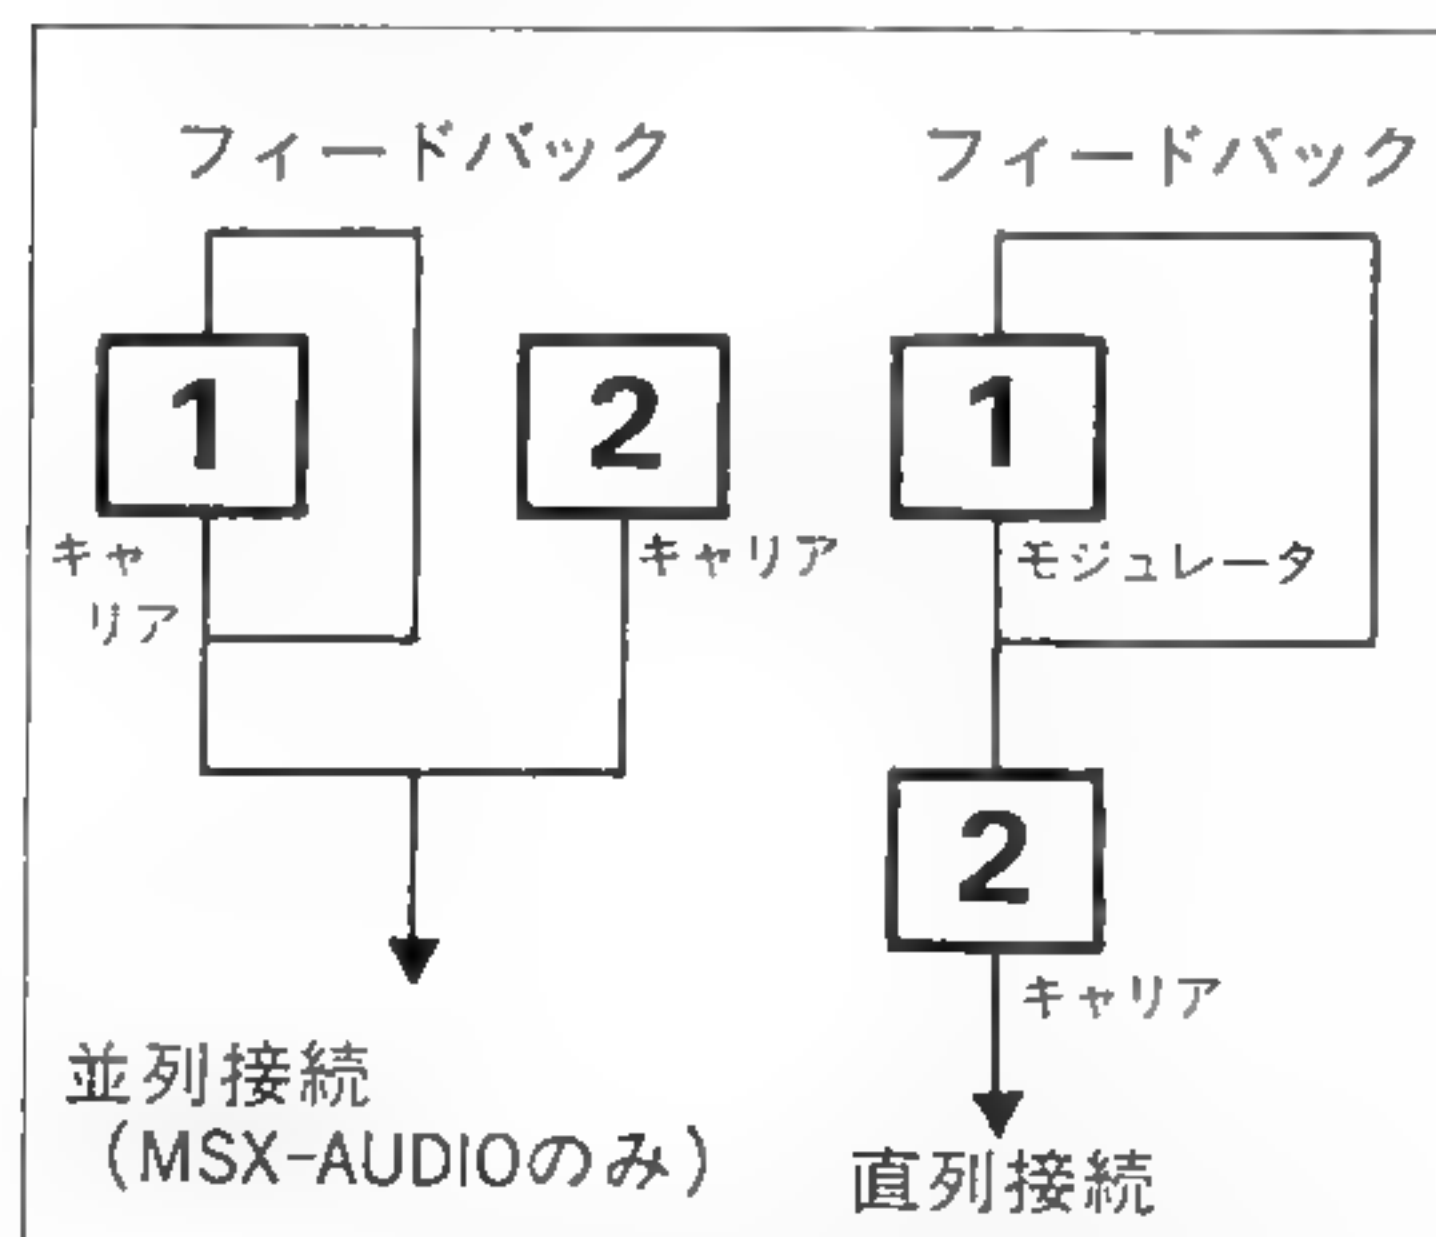 フィードバック
1
2
キャ
リア
キャリア
並列接続
(MSX-AUDIOのみ)
フィードバック
1
モジュレータ
2
キャリア
直列接続